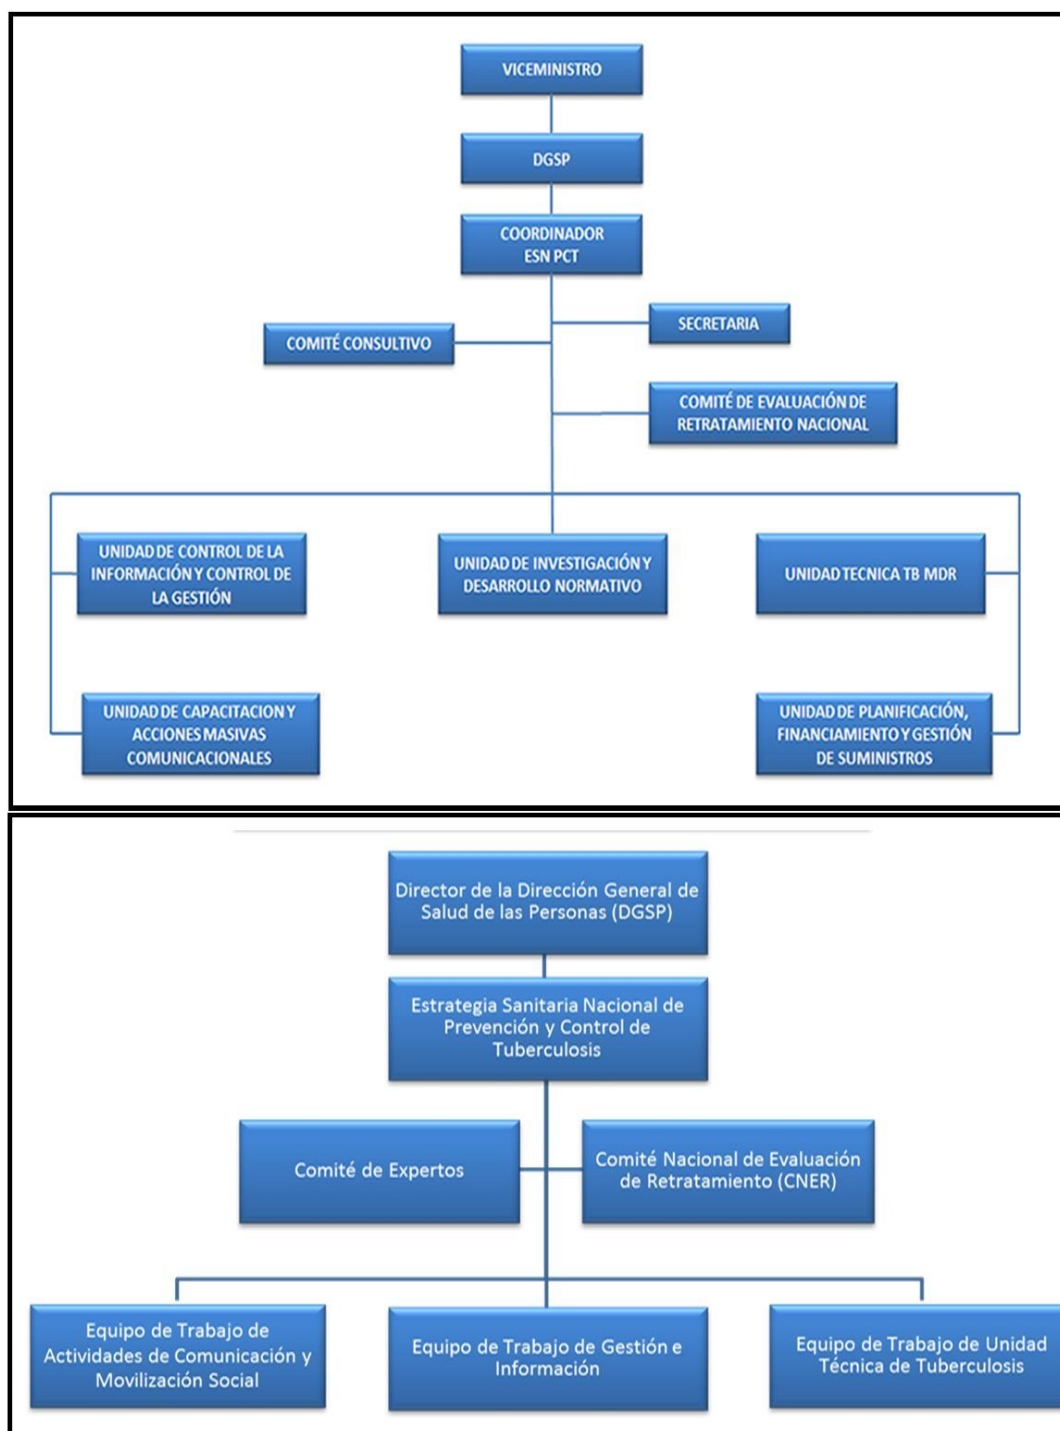 VICEMINISTRO
DGSP
COORDINADOR
ESN PCT
SECRETARIA
COMITÉ CONSULTIVO
COMITÉ DE EVALUACIÓN DE
RETRATAMIENTO NACIONAL
UNIDAD DE CONTROL DE LA
INFORMACIÓN Y CONTROL DE
LA GESTIÓN
UNIDAD DE INVESTIGACIÓN Y
DESARROLLO NORMATIVO
UNIDAD TECNICA TB MDR
UNIDAD DE CAPACITACION Y
ACCIONES MASIVAS
COMUNICACIONALES
UNIDAD DE PLANIFICACIÓN,
FINANCIAMIENTO Y GESTIÓN
DE SUMINISTROS
Director de la Dirección General de
Salud de las Personas (DGSP)
Estrategia Sanitaria Nacional de
Prevención y Control de
Tuberculosis
Comité de Expertos
Comité Nacional de Evaluación
de Retratamiento (CNER)
Equipo de Trabajo de
Actividades de Comunicación y
Movilización Social
Equipo de Trabajo de Gestión e
Información
Equipo de Trabajo de Unidad
Técnica de Tuberculosis